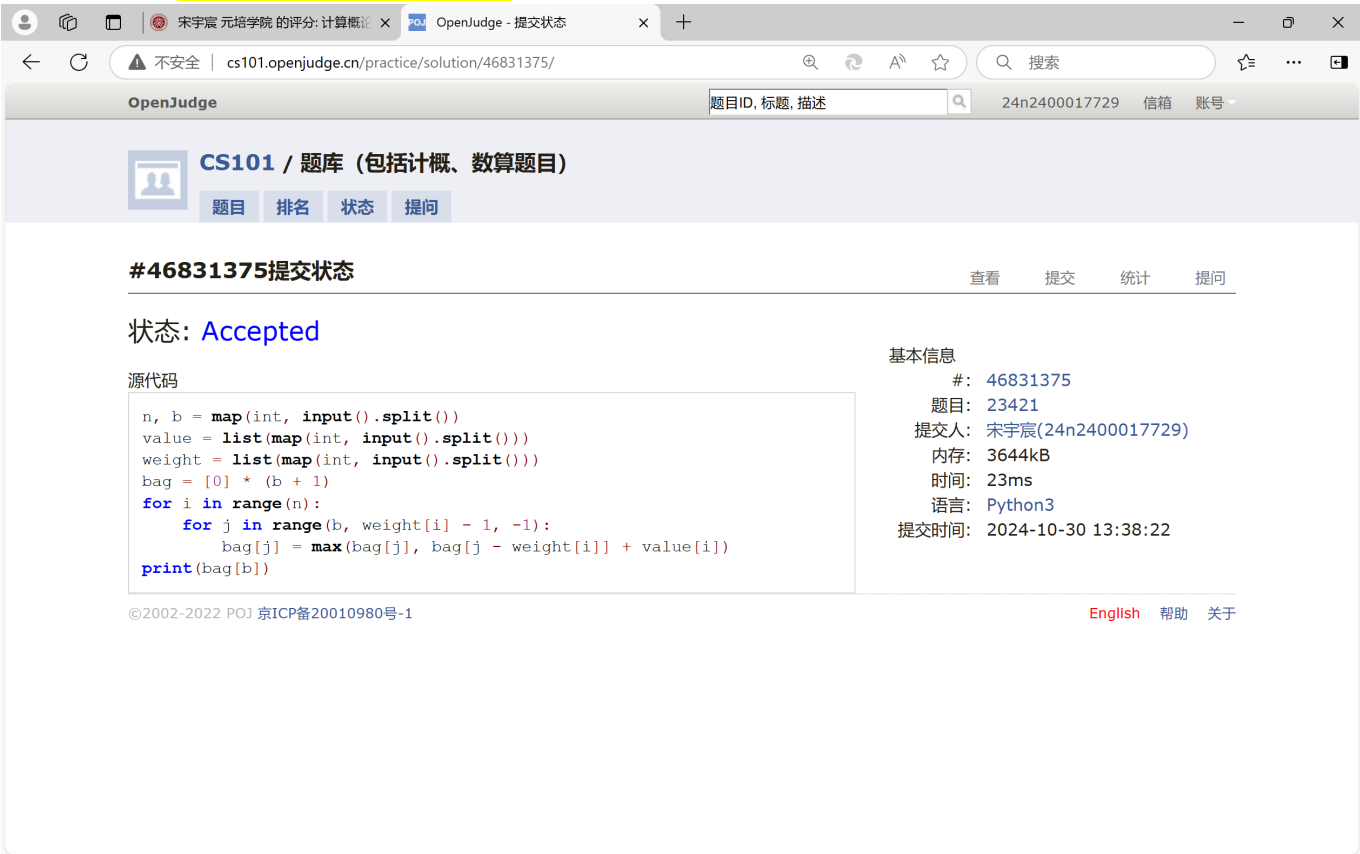 宋宇宸 元培学院 的评分: 计算概论
OpenJudge - 提交状态
不安全 cs101.openjudge.cn/practice/solution/46831375/
搜索
OpenJudge
题目ID, 标题, 描述
24n2400017729 信箱 账号
CS101 / 题库（包括计概、数算题目）
题目 排名 状态 提问
#46831375提交状态
查看 提交 统计 提问
状态: Accepted
源代码
n, b = map(int, input().split())
value = list(map(int, input().split()))
weight = list(map(int, input().split()))
bag = [0] * (b + 1)
for i in range(n):
    for j in range(b, weight[i] - 1, -1):
        bag[j] = max(bag[j], bag[j - weight[i]] + value[i])
print(bag[b])
基本信息
#: 46831375
题目: 23421
提交人: 宋宇宸(24n2400017729)
内存: 3644kB
时间: 23ms
语言: Python3
提交时间: 2024-10-30 13:38:22
©2002-2022 POJ 京ICP备20010980号-1
English 帮助 关于